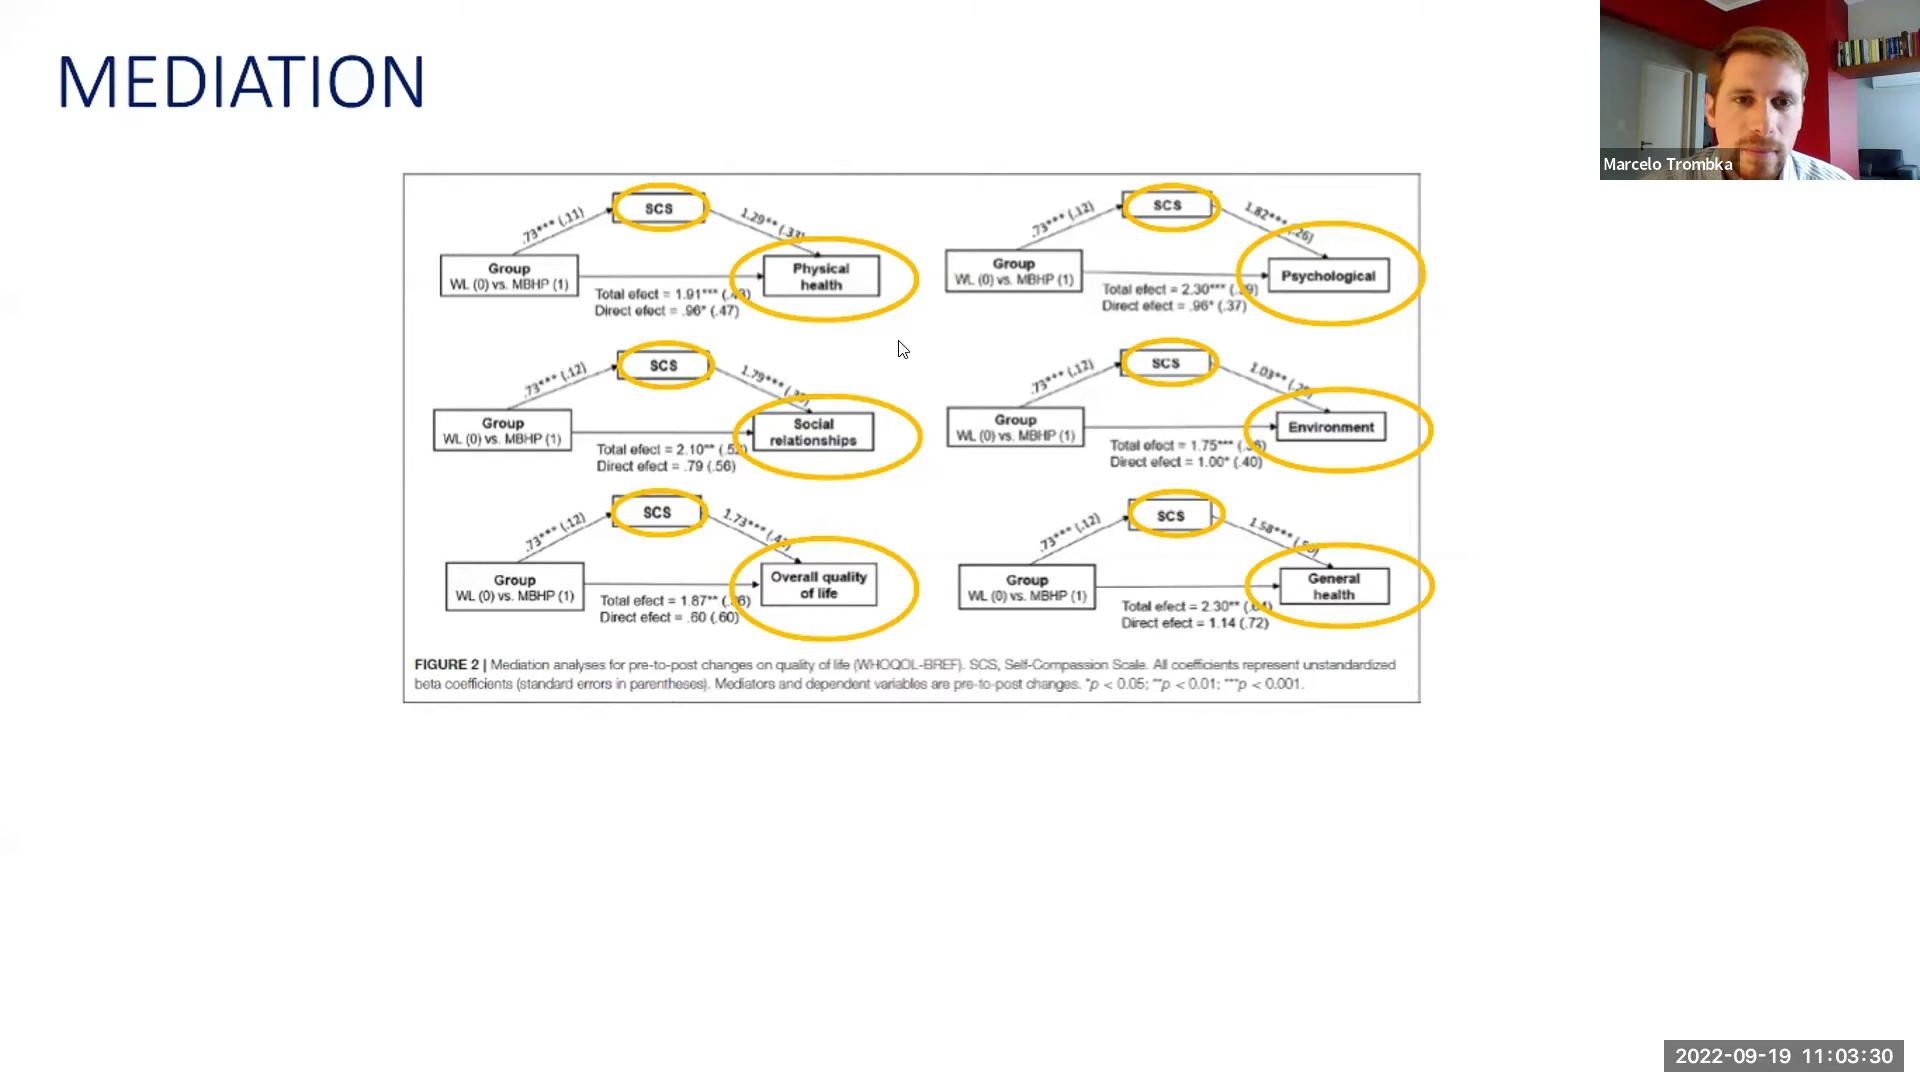 MEDIATION
Marcelo Trombka
SCS
.73*** (.11)
Group
WL (0) vs. MBHP (1)
Physical
health
Total efect = 1.91***
Direct efect = .96* (.47)
SCS
.73*** (.12)
1.82***
Group
WL (0) vs. MBHP (1)
Psychological
Total efect = 2.30***
Direct efect = .96* (.37)
SCS
.73*** (.12)
1.79***
Group
WL (0) vs. MBHP (1)
Social
relationships
Total efect = 2.10**
Direct efect = .79 (.56)
SCS
.73*** (.12)
1.03**
Group
WL (0) vs. MBHP (1)
Environment
Total efect = 1.75***
Direct efect = 1.00* (.40)
SCS
.73*** (.12)
1.73***
Group
WL (0) vs. MBHP (1)
Overall quality
of life
Total efect = 1.87**
Direct efect = .60 (.60)
SCS
.73*** (.12)
1.58***
Group
WL (0) vs. MBHP (1)
General
health
Total efect = 2.30**
Direct efect = 1.14 (.72)
FIGURE 2 | Mediation analyses for pre-to-post changes on quality of life (WHOQOL-BREF). SCS, Self-Compassion Scale. All coefficients represent unstandardized
beta coefficients (standard errors in parentheses). Mediators and dependent variables are pre-to-post changes. *p < 0.05; **p < 0.01; ***p < 0.001.
2022-09-19 11:03:30